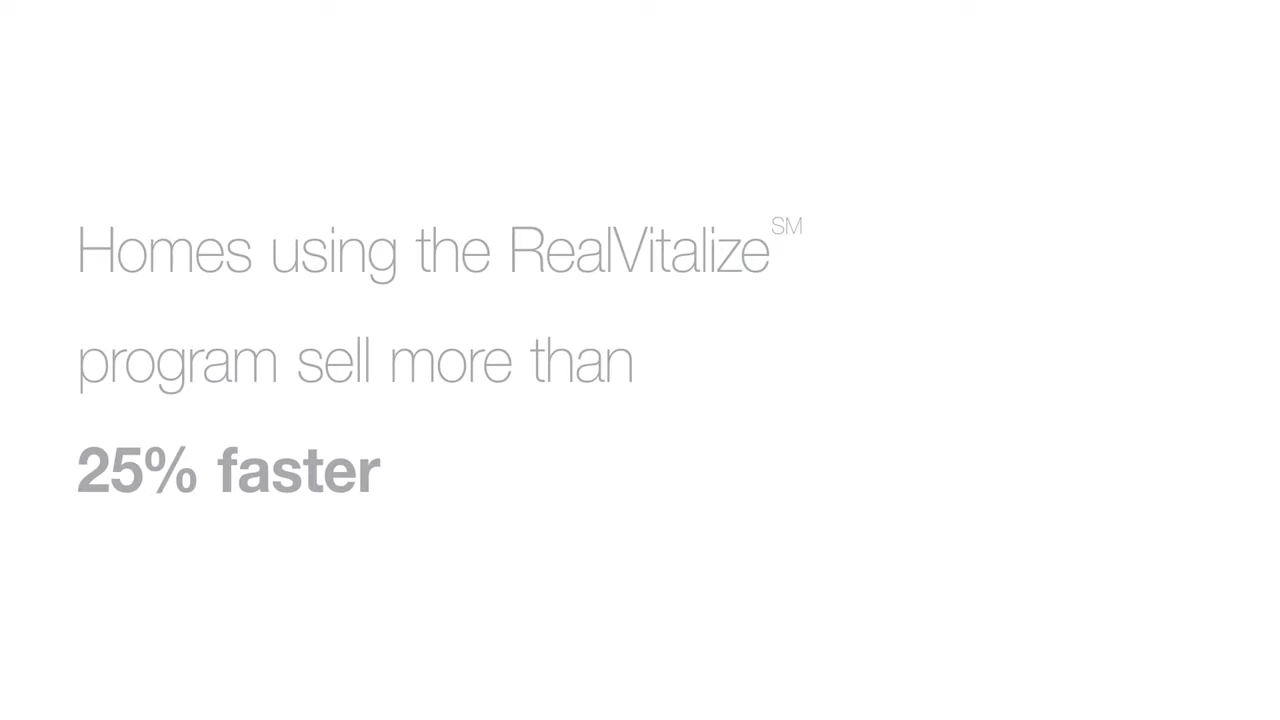 Homes using the RealVitalize℠
program sell more than
25% faster